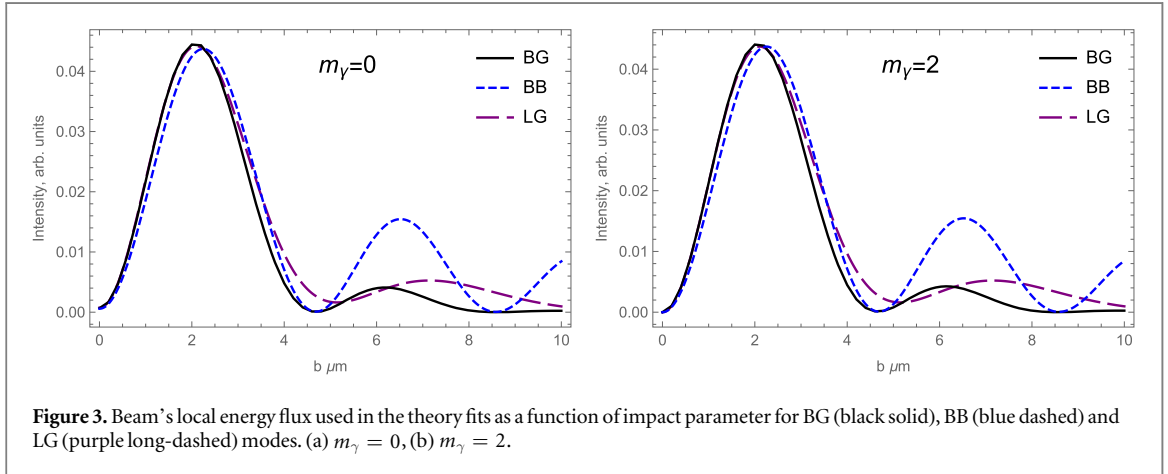 m_γ=0
BG
BB
LG
Intensity, arb. units
0.04
0.03
0.02
0.01
0.00
0 2 4 6 8 10
b μm
m_γ=2
BG
BB
LG
Intensity, arb. units
0.04
0.03
0.02
0.01
0.00
0 2 4 6 8 10
b μm
Figure 3. Beam's local energy flux used in the theory fits as a function of impact parameter for BG (black solid), BB (blue dashed) and
LG (purple long-dashed) modes. (a) m_γ = 0, (b) m_γ = 2.